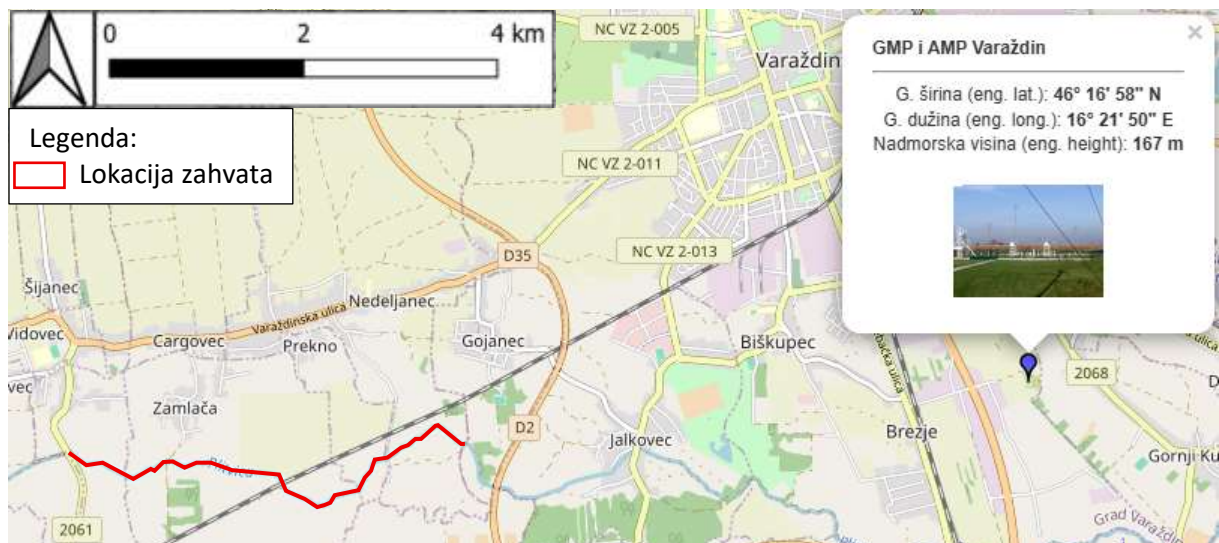 0 2 4 km
Legenda:
Lokacija zahvata
NC VZ 2-005
Varaždin
GMP i AMP Varaždin
×
G. širina (eng. lat.): 46° 16' 58" N
G. dužina (eng. long.): 16° 21' 50" E
Nadmorska visina (eng. height): 167 m
NC VZ 2-011
D35
NC VZ 2-013
Šijanec
Nedeljanec
Varaždinska ulica
Vidovec
Cargovec
Prekno
Gojanec
Biškupec
2068
Zamlača
D2
Jalkovec
Brezje
Gornji Ku
2061
Grad Varaždin